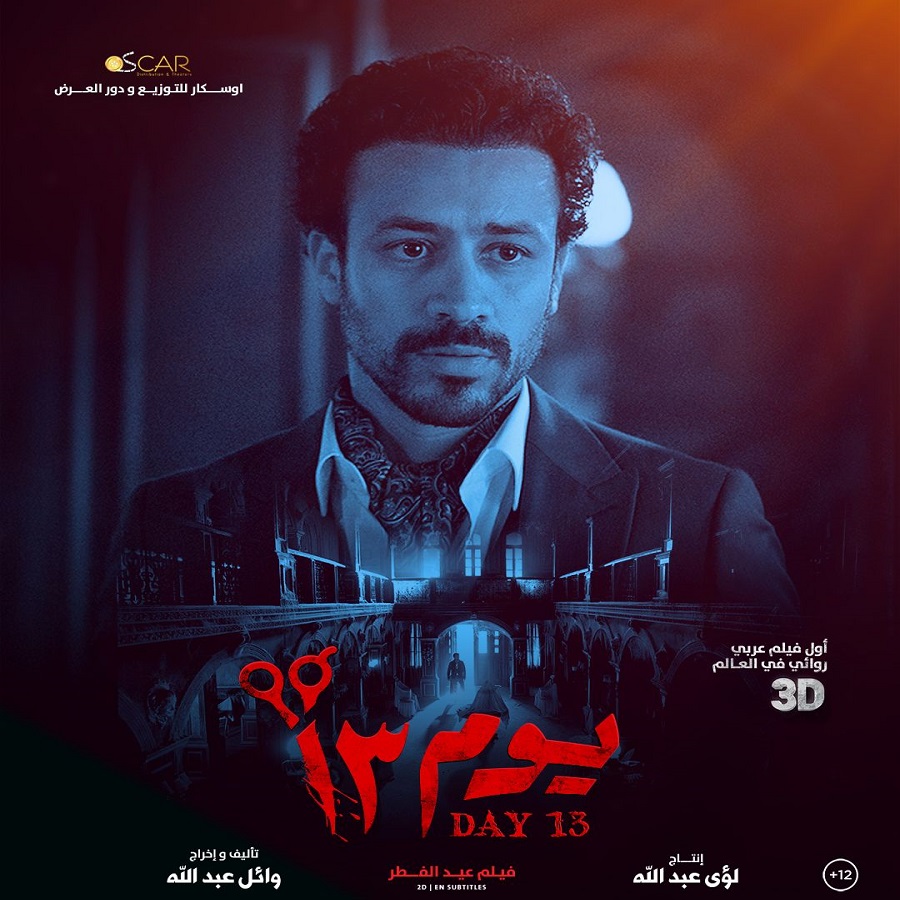 OSCAR
Distribution & Theaters
اوسكار للتوزيع و دور العرض
أول فيلم عربي
روائي في العالم
3D
يوم ١٣
DAY 13
تأليف و إخراج
وائل عبد الله
فيلم عيد الفطر
2D | EN SUBTITLES
إنتاج
لؤى عبد الله
+12